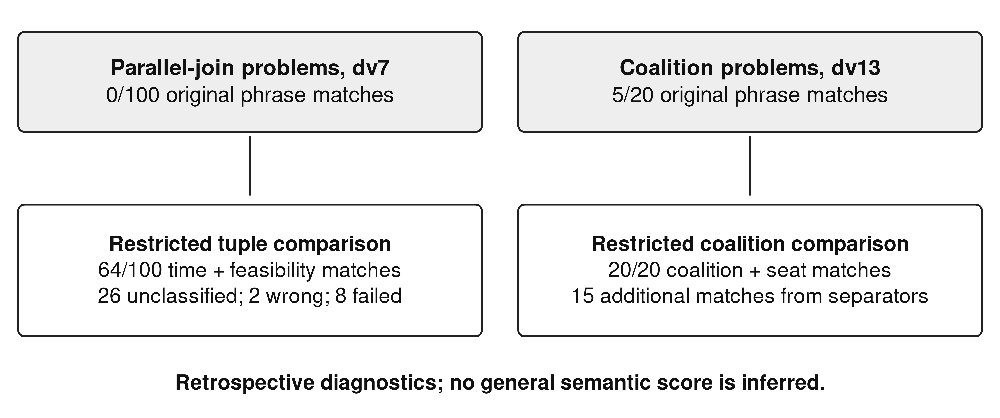 Parallel-join problems, dv7
0/100 original phrase matches
Coalition problems, dv13
5/20 original phrase matches
Restricted tuple comparison
64/100 time + feasibility matches
26 unclassified; 2 wrong; 8 failed
Restricted coalition comparison
20/20 coalition + seat matches
15 additional matches from separators
Retrospective diagnostics; no general semantic score is inferred.